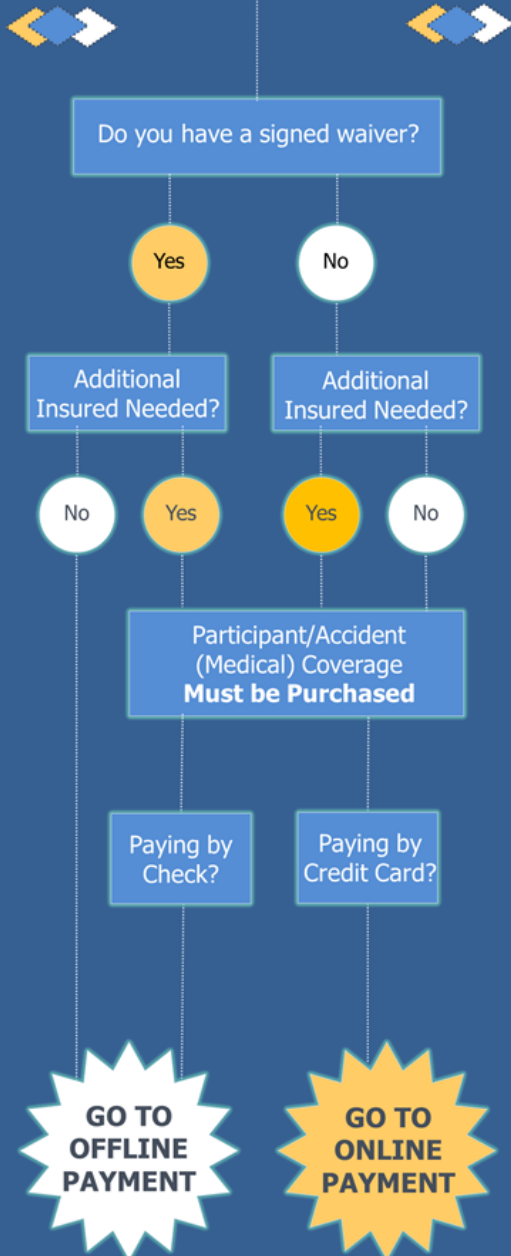 Do you have a signed waiver?
Yes
No
Additional
Insured Needed?
Additional
Insured Needed?
No
Yes
Yes
No
Participant/Accident
(Medical) Coverage
Must be Purchased
Paying by
Check?
Paying by
Credit Card?
GO TO
OFFLINE
PAYMENT
GO TO
ONLINE
PAYMENT